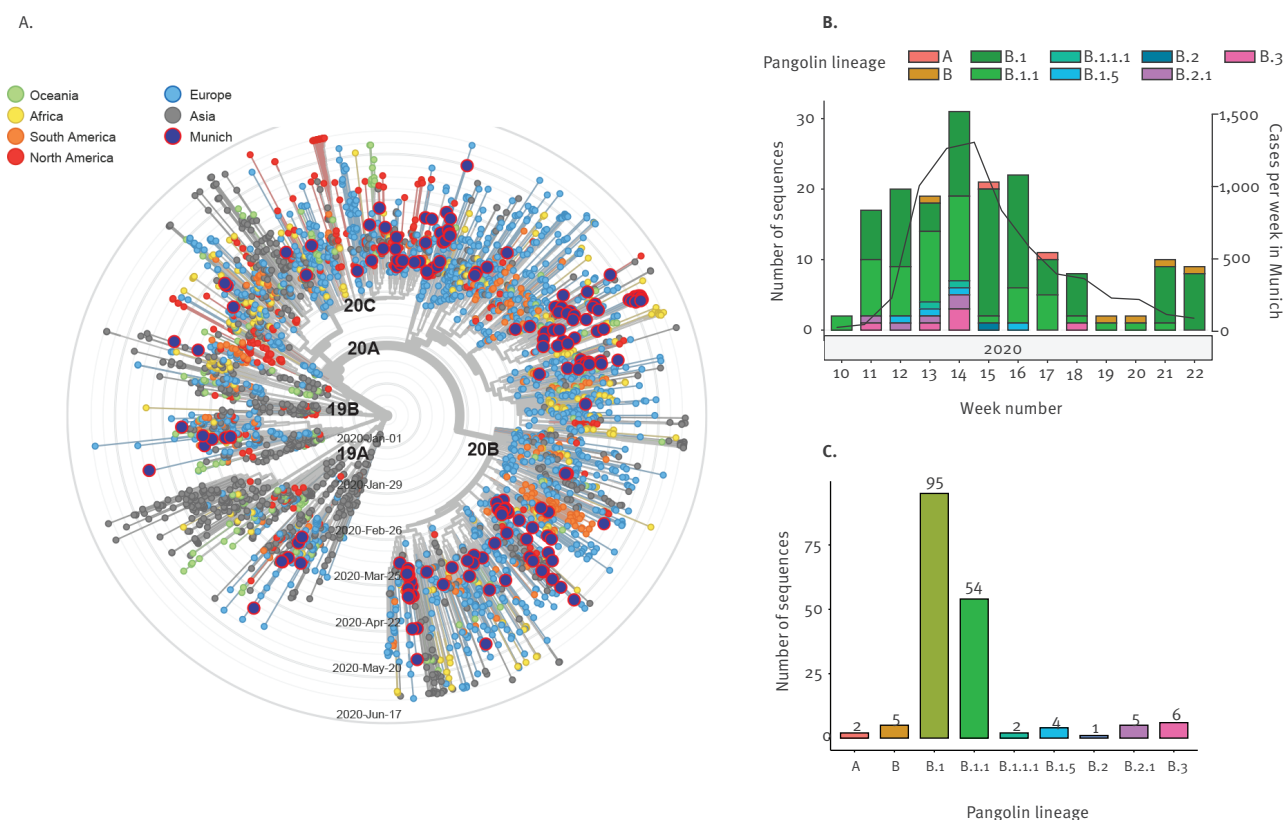 A.
Oceania
Africa
South America
North America
Europe
Asia
Munich
20C
20A
19B
2020-Jan-01
19A
20B
2020-Jan-29
2020-Feb-26
2020-Mar-25
2020-Apr-22
2020-May-20
2020-Jun-17
B.
Pangolin lineage
A B.1 B.1.1.1 B.2 B.3
B B.1.1 B.1.5 B.2.1
Number of sequences
30
20
10
0
1,500
1,000
500
0
Cases per week in Munich
2020
10 11 12 13 14 15 16 17 18 19 20 21 22
Week number
C.
Number of sequences
75
50
25
0
2 5 95 54 2 4 1 5 6
A B B.1 B.1.1 B.1.1.1 B.1.5 B.2 B.2.1 B.3
Pangolin lineage